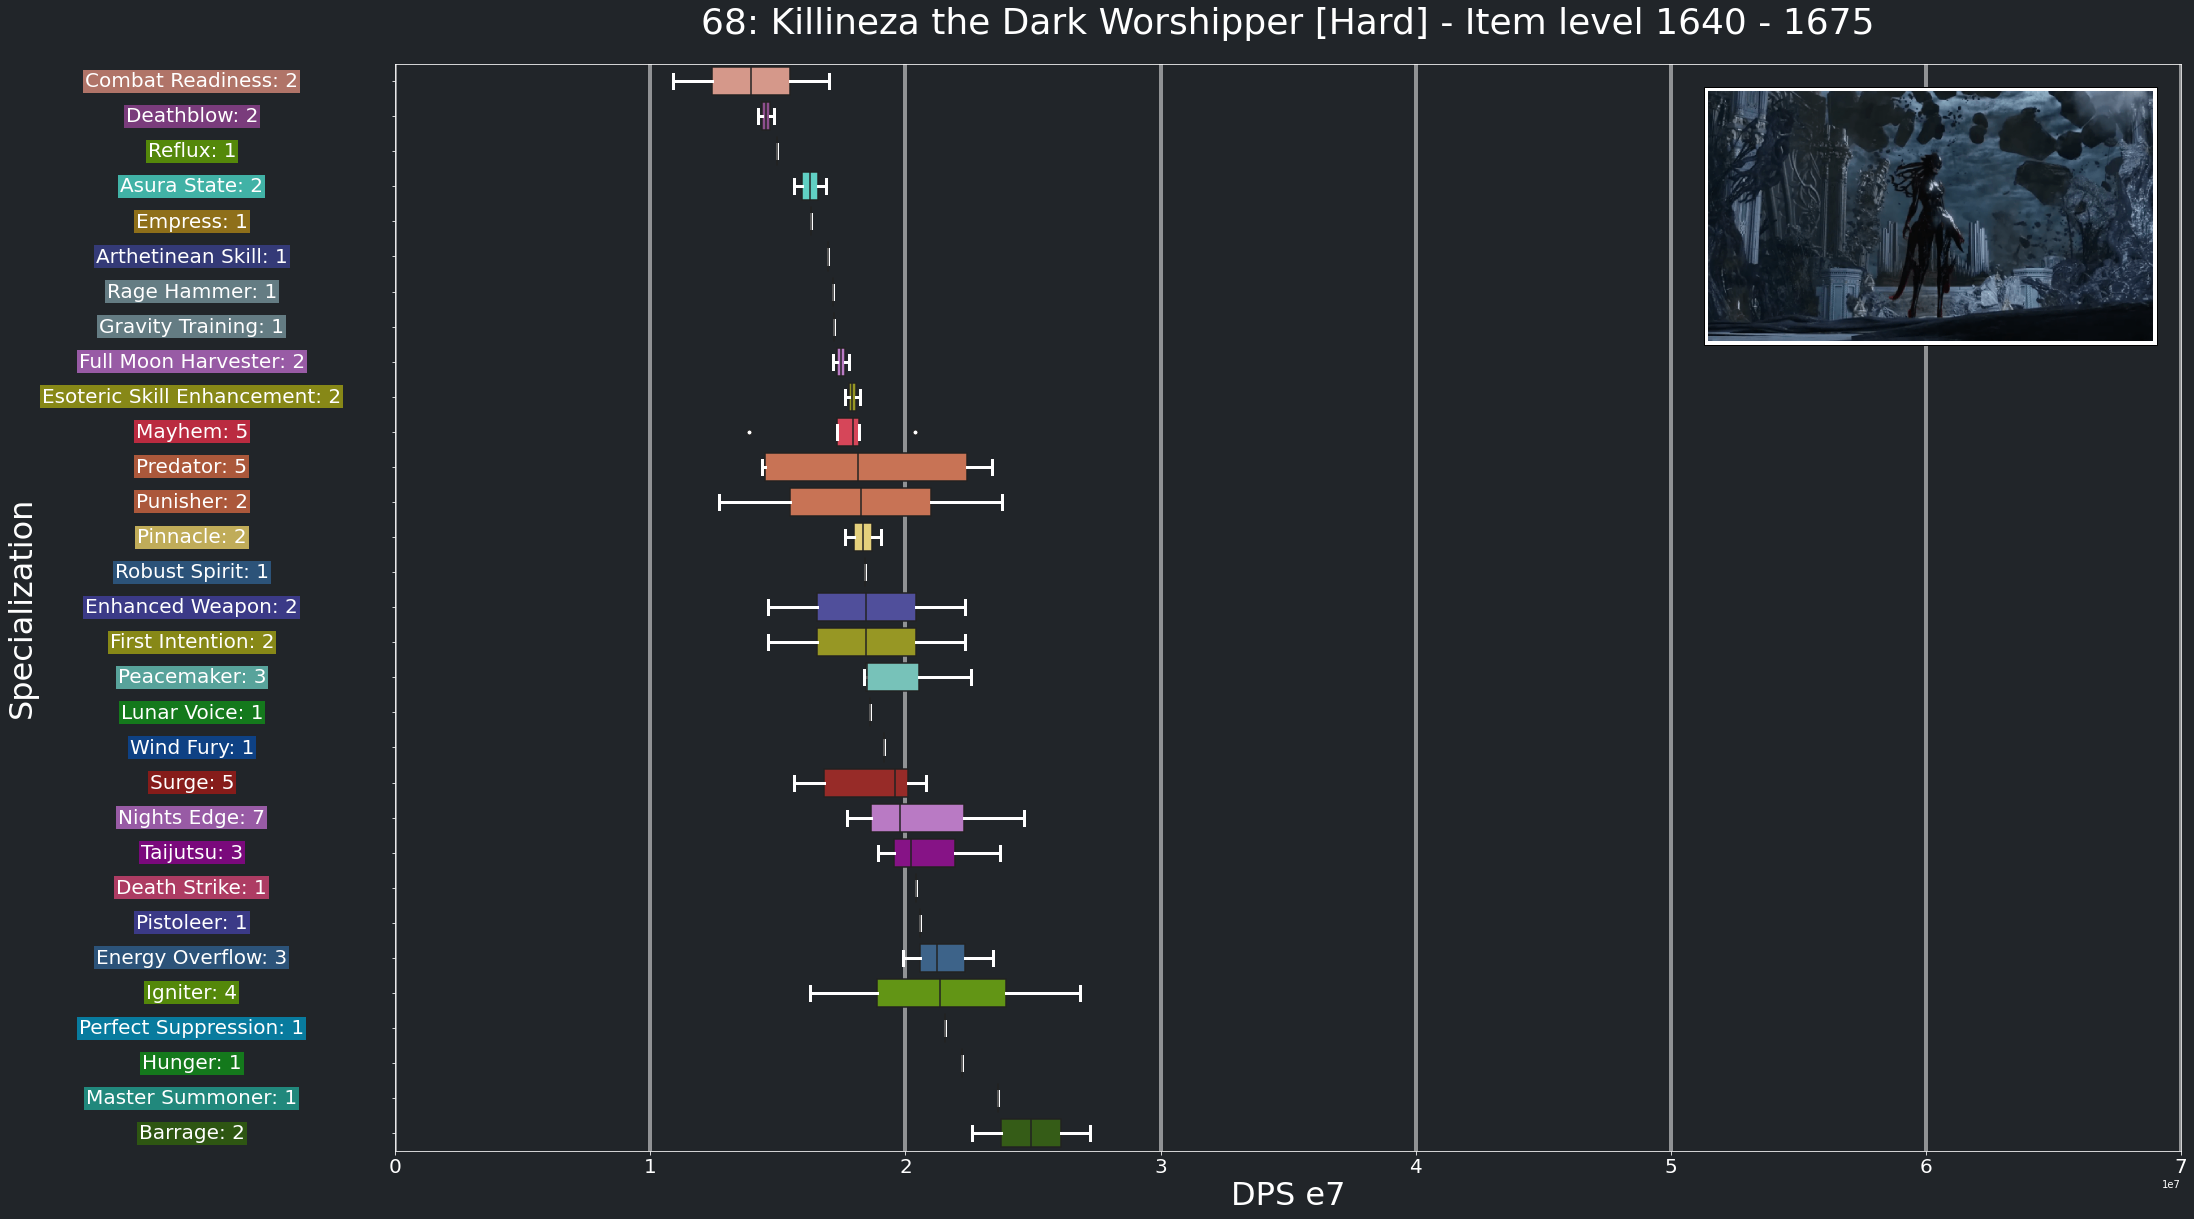 68: Killineza the Dark Worshipper [Hard] - Item level 1640 - 1675
Specialization
Combat Readiness: 2
Deathblow: 2
Reflux: 1
Asura State: 2
Empress: 1
Arthetinean Skill: 1
Rage Hammer: 1
Gravity Training: 1
Full Moon Harvester: 2
Esoteric Skill Enhancement: 2
Mayhem: 5
Predator: 5
Punisher: 2
Pinnacle: 2
Robust Spirit: 1
Enhanced Weapon: 2
First Intention: 2
Peacemaker: 3
Lunar Voice: 1
Wind Fury: 1
Surge: 5
Nights Edge: 7
Taijutsu: 3
Death Strike: 1
Pistoleer: 1
Energy Overflow: 3
Igniter: 4
Perfect Suppression: 1
Hunger: 1
Master Summoner: 1
Barrage: 2
0 1 2 3 4 5 6 7
1e7
DPS e7